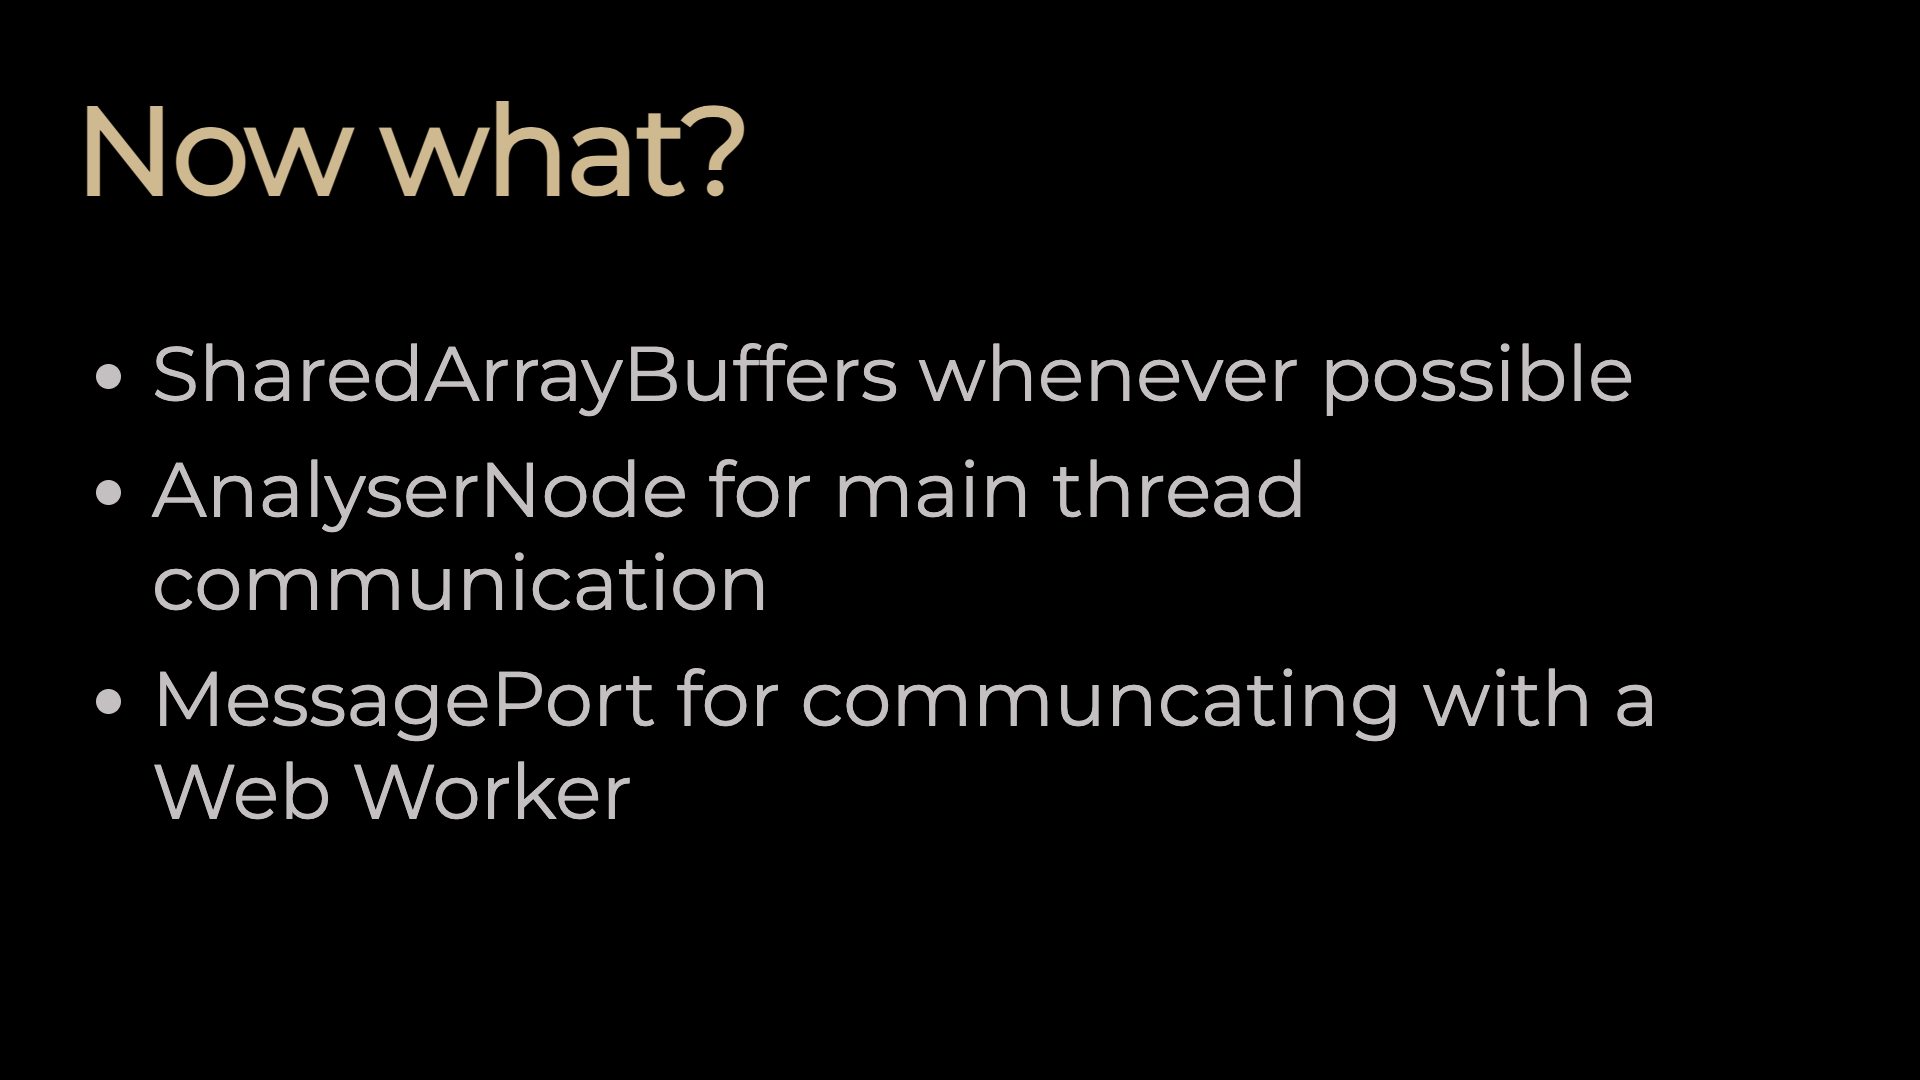 Now what?
• SharedArrayBuffers whenever possible
• AnalyserNode for main thread
communication
• MessagePort for communcating with a
Web Worker